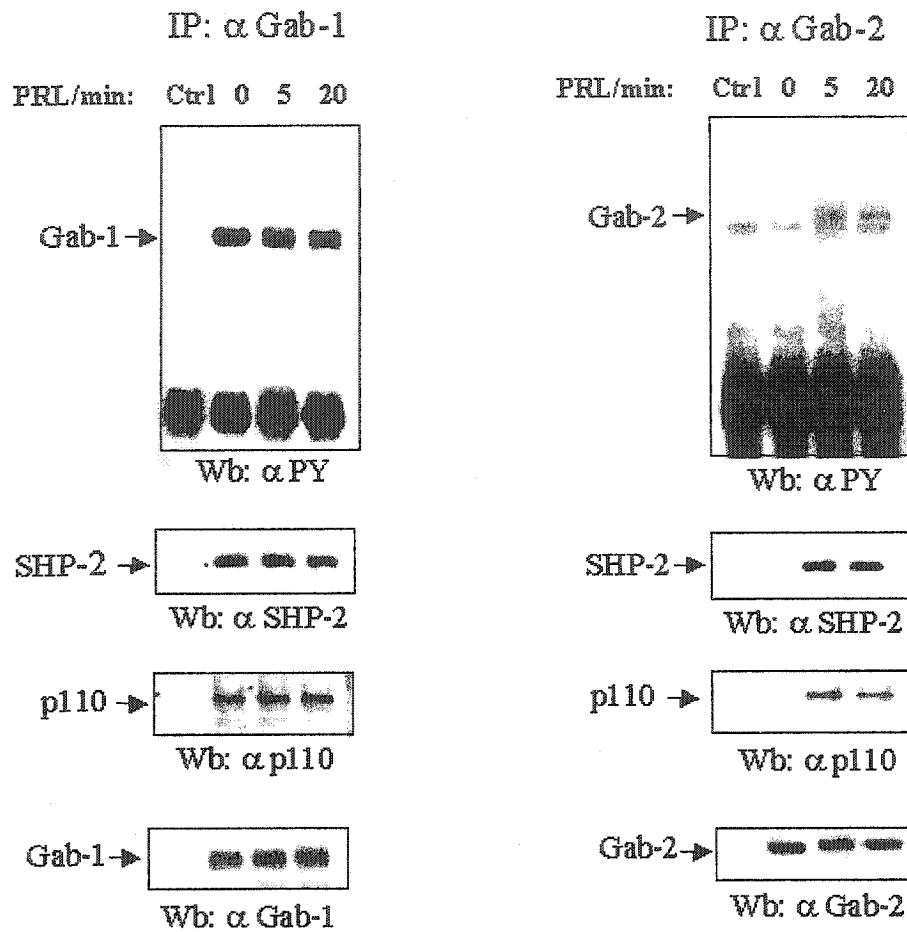 IP: α Gab-1
PRL/min: Ctrl 0 5 20
Gab-1
Wb: α PY
SHP-2
Wb: α SHP-2
p110
Wb: α p110
Gab-1
Wb: α Gab-1
IP: α Gab-2
PRL/min: Ctrl 0 5 20
Gab-2
Wb: α PY
SHP-2
Wb: α SHP-2
p110
Wb: α p110
Gab-2
Wb: α Gab-2